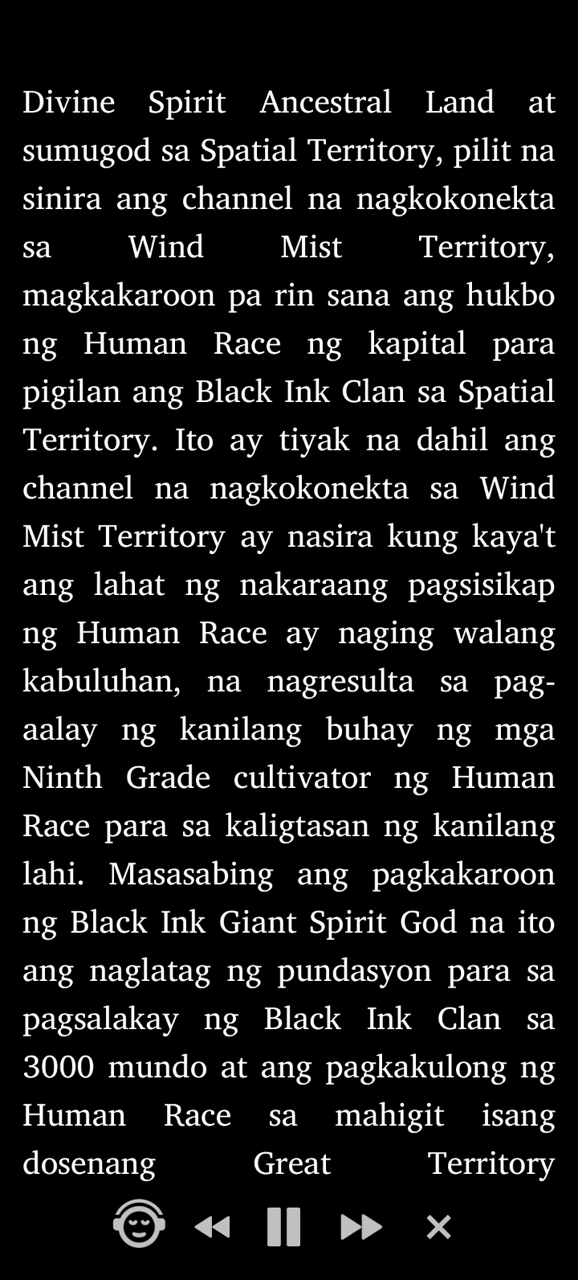 Divine Spirit Ancestral Land at
sumugod sa Spatial Territory, pilit na
sinira ang channel na nagkokonekta
sa Wind Mist Territory,
magkakaroon pa rin sana ang hukbo
ng Human Race ng kapital para
pigilan ang Black Ink Clan sa Spatial
Territory. Ito ay tiyak na dahil ang
channel na nagkokonekta sa Wind
Mist Territory ay nasira kung kaya't
ang lahat ng nakaraang pagsisikap
ng Human Race ay naging walang
kabuluhan, na nagresulta sa pag-
aalay ng kanilang buhay ng mga
Ninth Grade cultivator ng Human
Race para sa kaligtasan ng kanilang
lahi. Masasabing ang pagkakaroon
ng Black Ink Giant Spirit God na ito
ang naglatag ng pundasyon para sa
pagsalakay ng Black Ink Clan sa
3000 mundo at ang pagkakulong ng
Human Race sa mahigit isang
dosenang Great Territory